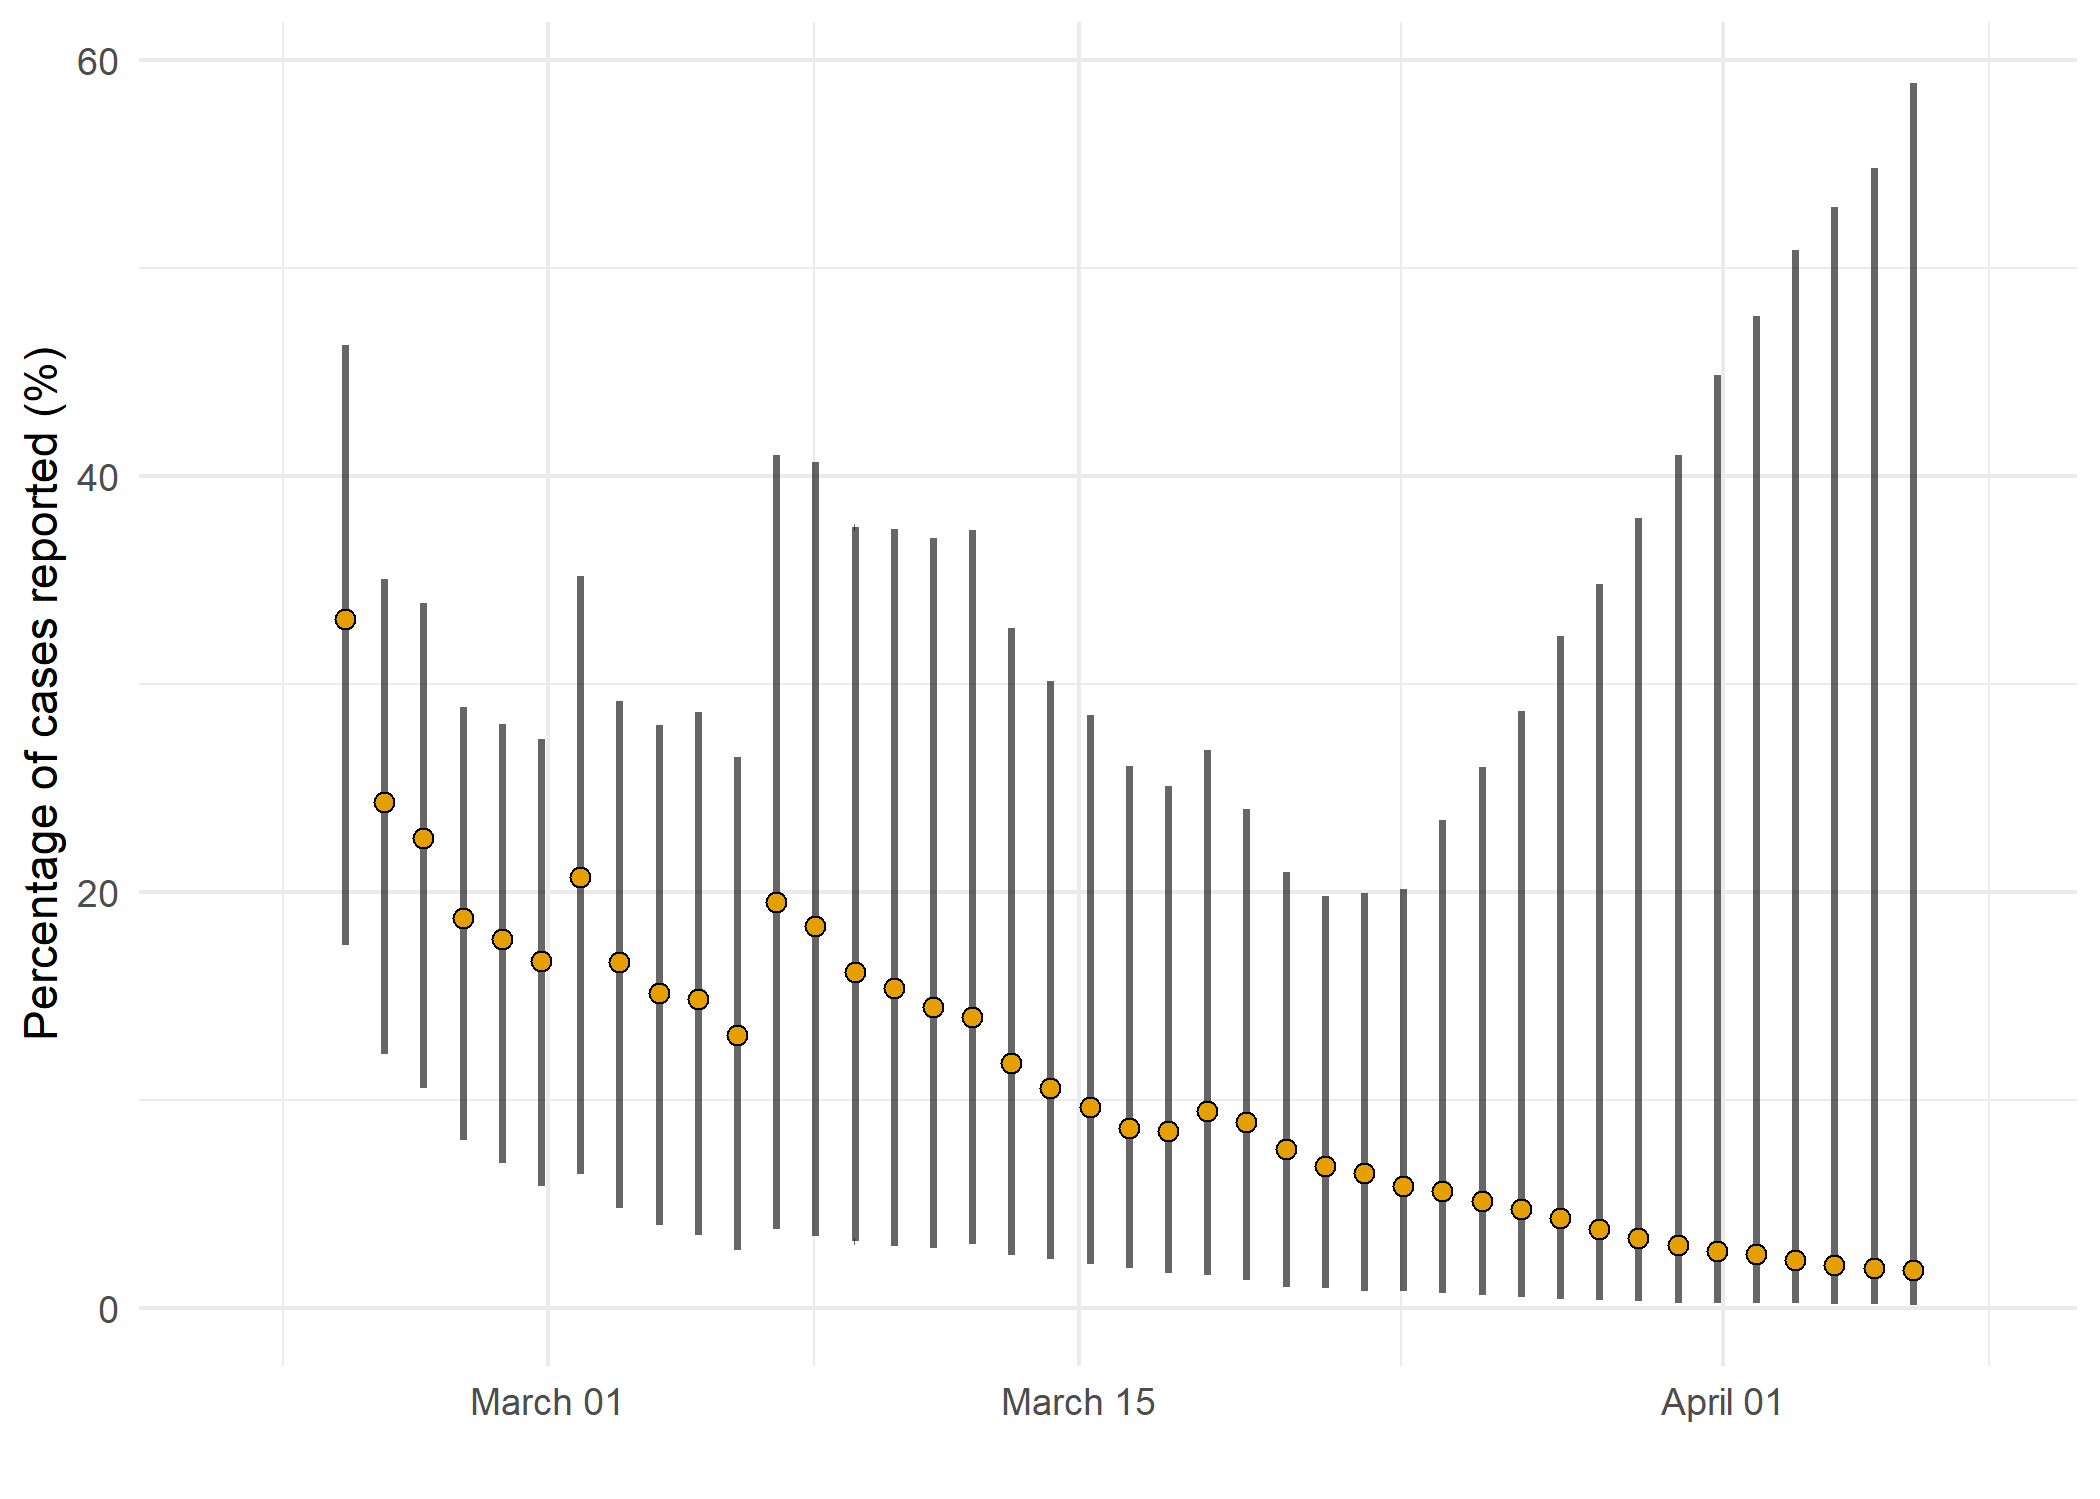 Percentage of cases reported (%)
60
40
20
0
March 01
March 15
April 01